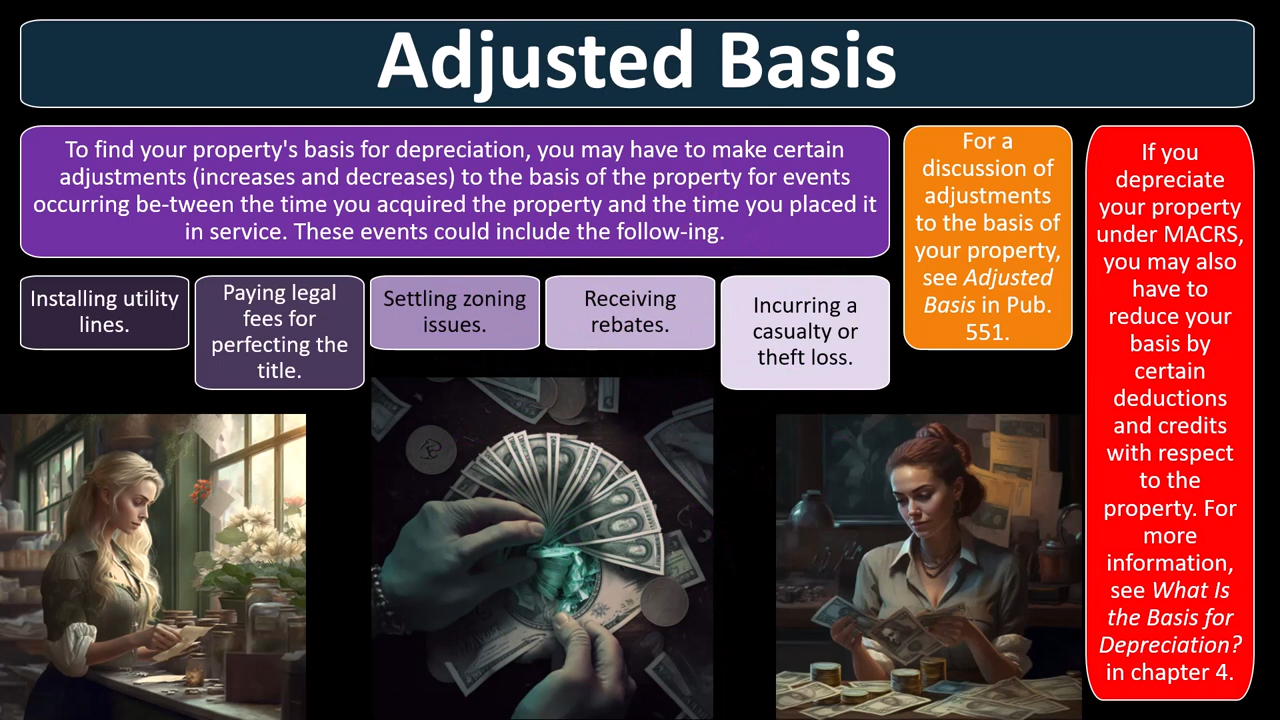 Adjusted Basis
To find your property's basis for depreciation, you may have to make certain
adjustments (increases and decreases) to the basis of the property for events
occurring be-tween the time you acquired the property and the time you placed it
in service. These events could include the follow-ing.
Installing utility
lines.
Paying legal
fees for
perfecting the
title.
Settling zoning
issues.
Receiving
rebates.
Incurring a
casualty or
theft loss.
For a
discussion of
adjustments
to the basis of
your property,
see Adjusted
Basis in Pub.
551.
If you
depreciate
your property
under MACRS,
you may also
have to
reduce your
basis by
certain
deductions
and credits
with respect
to the
property. For
more
information,
see What Is
the Basis for
Depreciation?
in chapter 4.